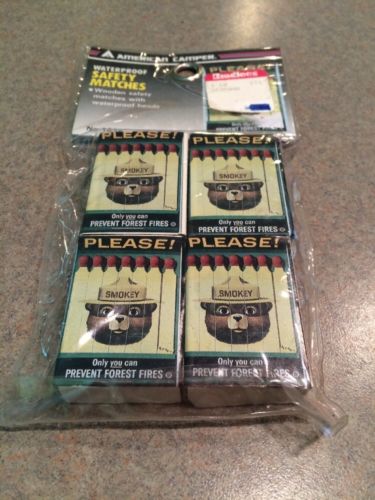 AMERICAN CAMPER
WATERPROOF
SAFETY
MATCHES
• Wooden safety
matches with
waterproof heads
PLEASE!
SMOKEY
Only you can
PREVENT FOREST FIRES
PLEASE!
SMOKEY
Only you can
PREVENT FOREST FIRES
PLEASE!
SMOKEY
Only you can
PREVENT FOREST FIRES
PLEASE!
SMOKEY
Only you can
PREVENT FOREST FIRES